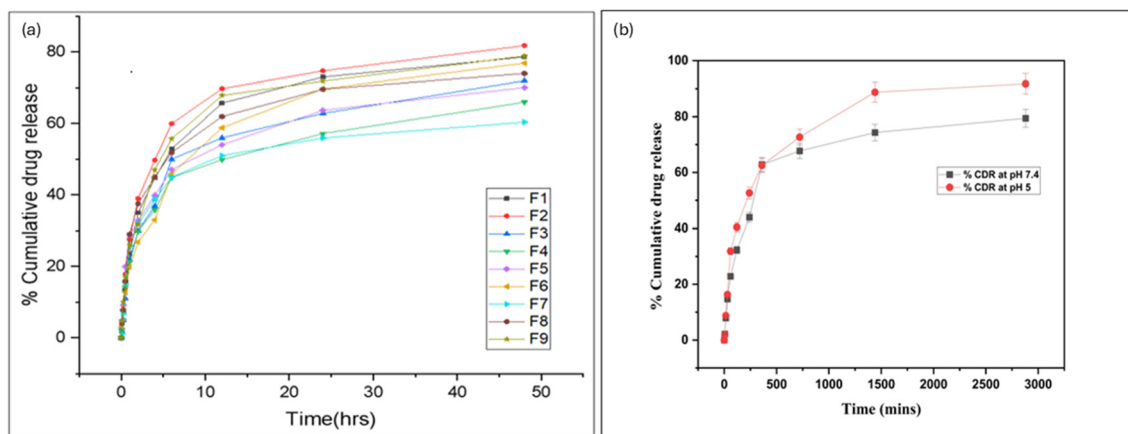 (a)
% Cumulative drug release
80
60
40
20
0
0 10 20 30 40 50
Time(hrs)
F1
F2
F3
F4
F5
F6
F7
F8
F9
(b)
% Cumulative drug release
100
80
60
40
20
0
0 500 1000 1500 2000 2500 3000
Time (mins)
% CDR at pH 7.4
% CDR at pH 5